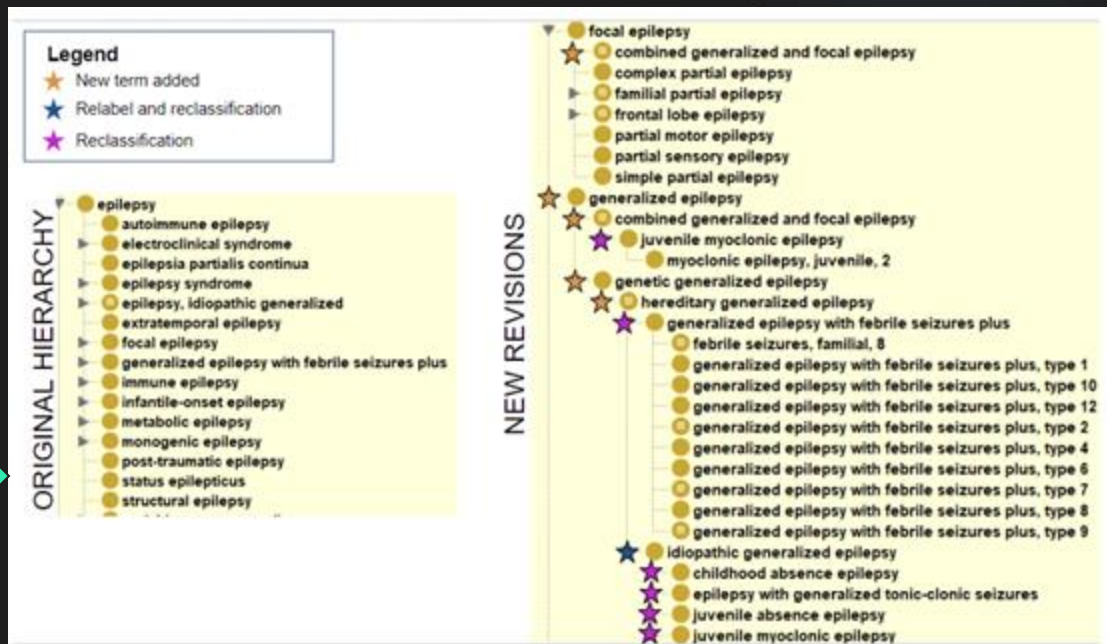 Legend
New term added
Relabel and reclassification
Reclassification
ORIGINAL HIERARCHY
epilepsy
autoimmune epilepsy
electroclinical syndrome
epilepsia partialis continua
epilepsy syndrome
epilepsy, idiopathic generalized
extratemporal epilepsy
focal epilepsy
generalized epilepsy with febrile seizures plus
immune epilepsy
infantile-onset epilepsy
metabolic epilepsy
monogenic epilepsy
post-traumatic epilepsy
status epilepticus
structural epilepsy
NEW REVISIONS
focal epilepsy
combined generalized and focal epilepsy
complex partial epilepsy
familial partial epilepsy
frontal lobe epilepsy
partial motor epilepsy
partial sensory epilepsy
simple partial epilepsy
generalized epilepsy
combined generalized and focal epilepsy
juvenile myoclonic epilepsy
myoclonic epilepsy, juvenile, 2
genetic generalized epilepsy
hereditary generalized epilepsy
generalized epilepsy with febrile seizures plus
febrile seizures, familial, 8
generalized epilepsy with febrile seizures plus, type 1
generalized epilepsy with febrile seizures plus, type 10
generalized epilepsy with febrile seizures plus, type 12
generalized epilepsy with febrile seizures plus, type 2
generalized epilepsy with febrile seizures plus, type 4
generalized epilepsy with febrile seizures plus, type 6
generalized epilepsy with febrile seizures plus, type 7
generalized epilepsy with febrile seizures plus, type 8
generalized epilepsy with febrile seizures plus, type 9
idiopathic generalized epilepsy
childhood absence epilepsy
epilepsy with generalized tonic-clonic seizures
juvenile absence epilepsy
juvenile myoclonic epilepsy